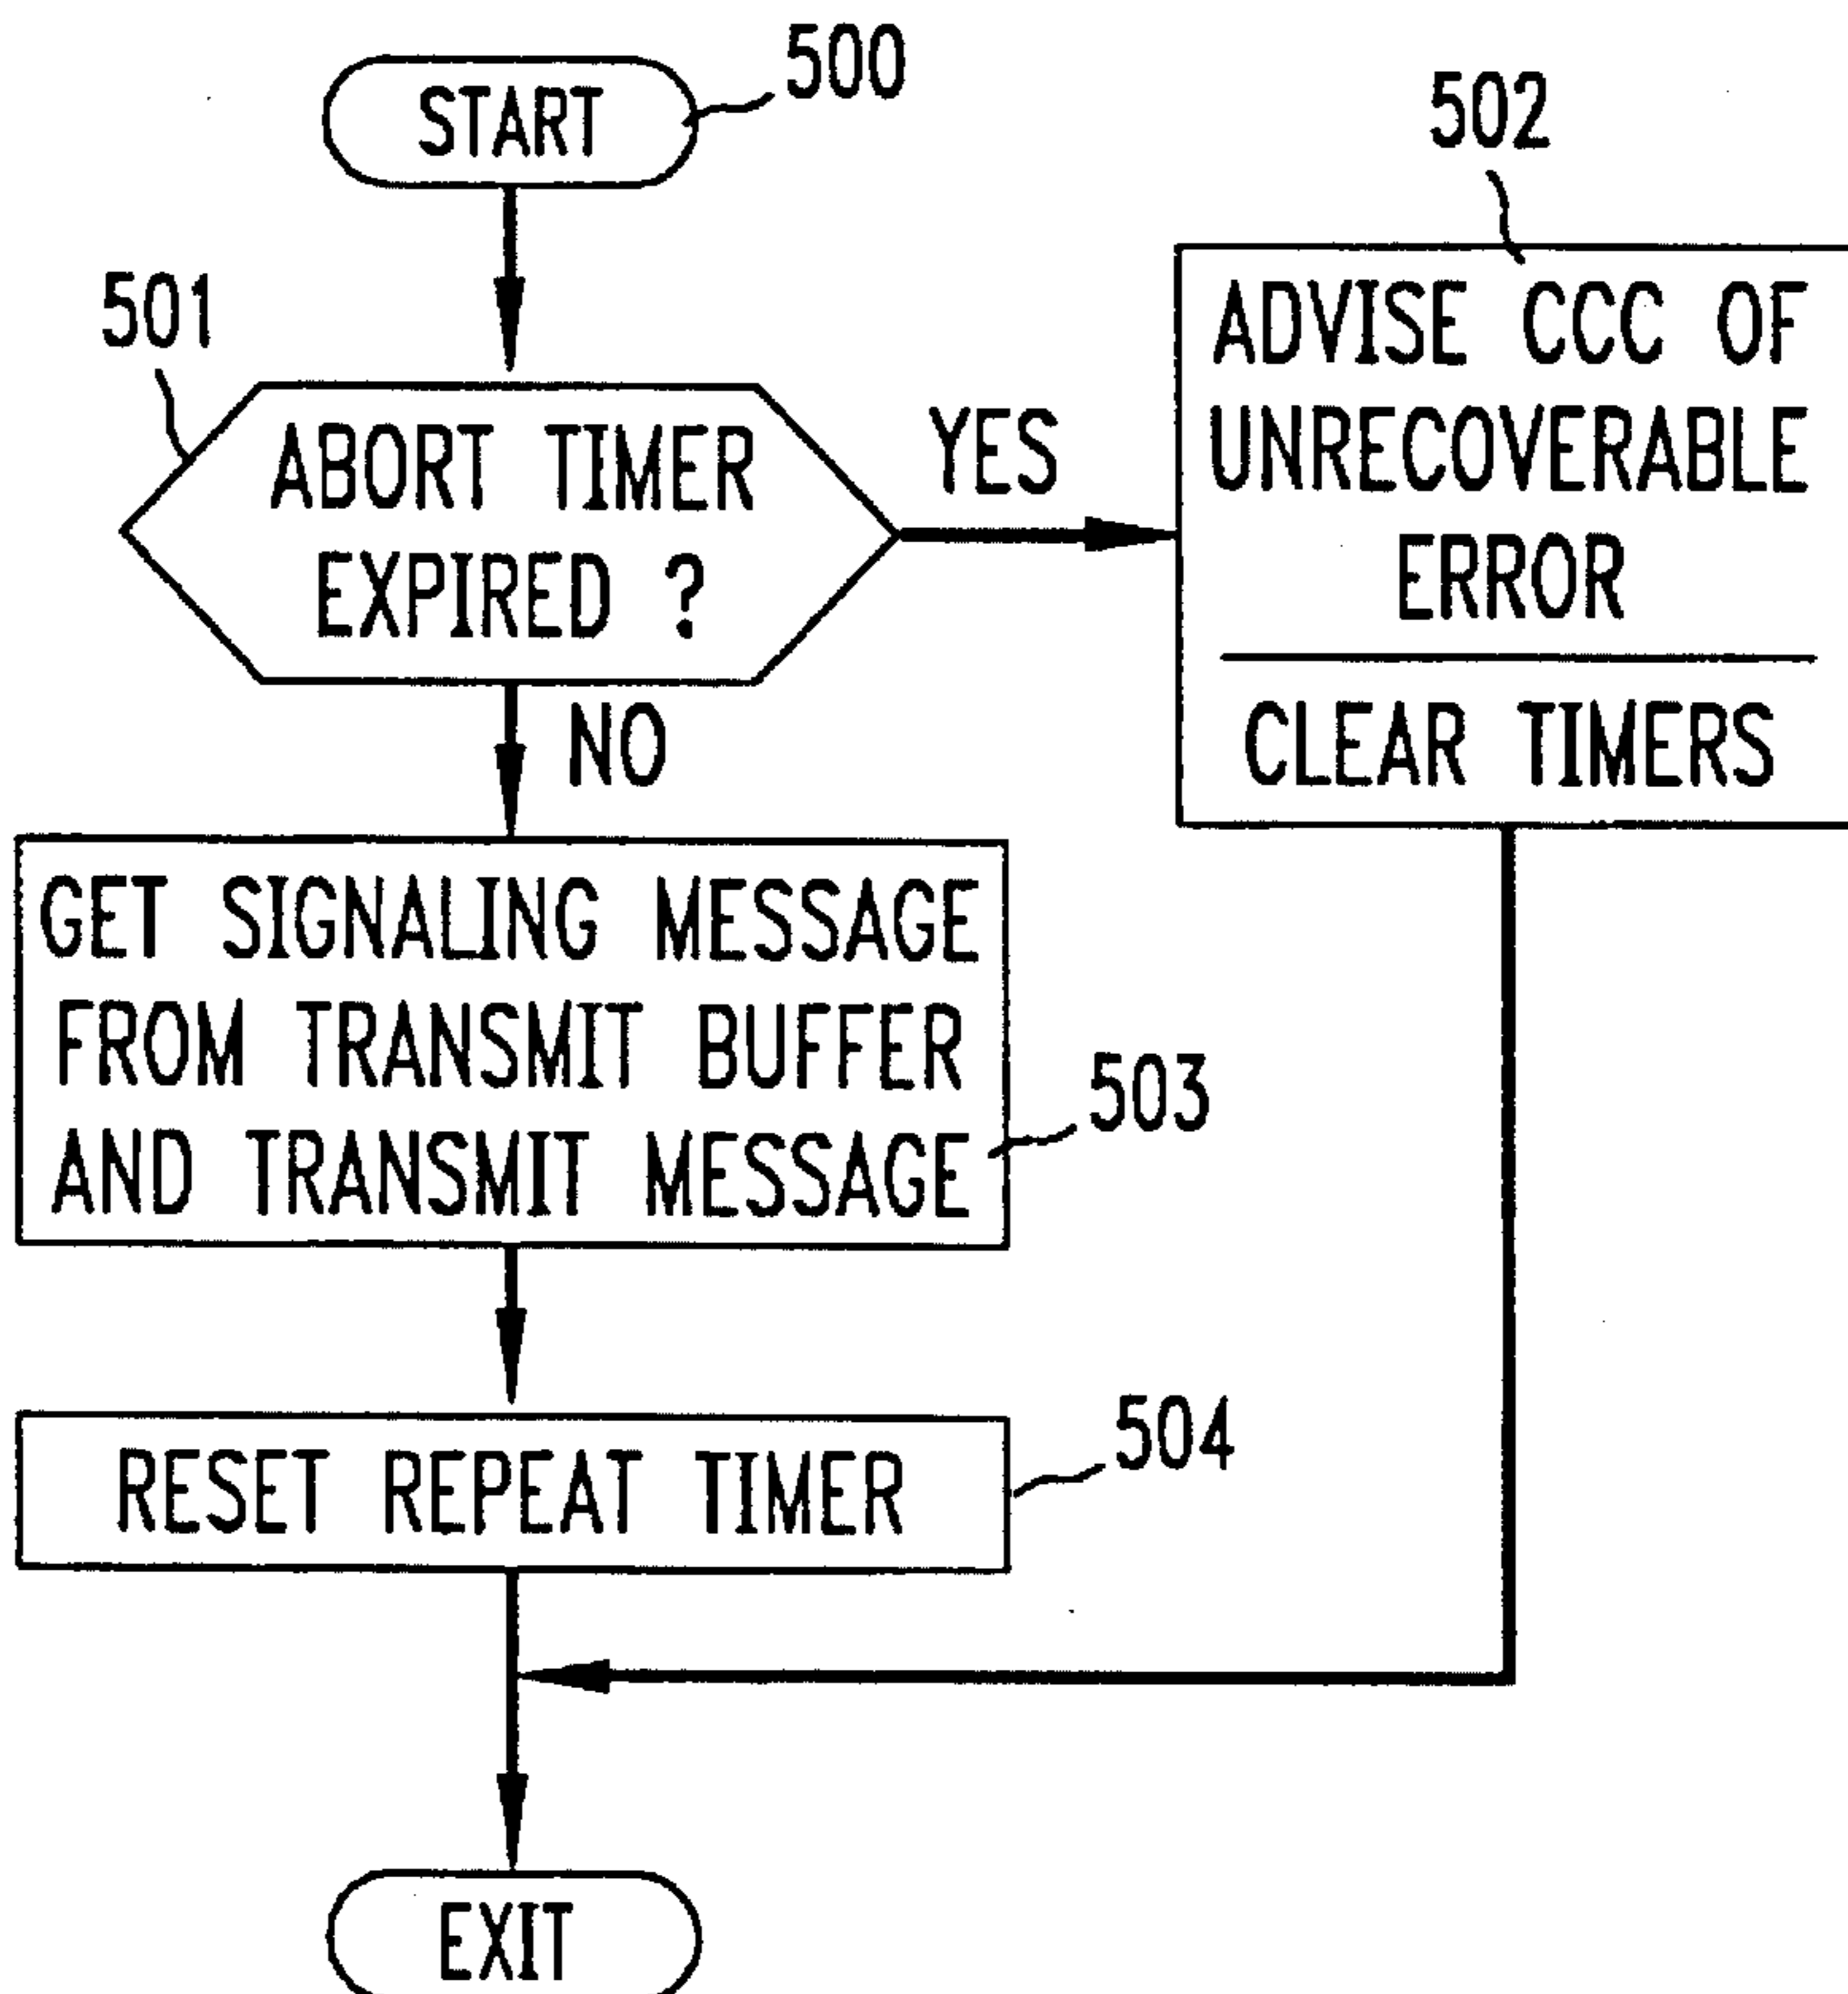 START
500
501
ABORT TIMER
EXPIRED ?
YES
502
ADVISE CCC OF
UNRECOVERABLE
ERROR
CLEAR TIMERS
NO
GET SIGNALING MESSAGE
FROM TRANSMIT BUFFER
AND TRANSMIT MESSAGE
503
RESET REPEAT TIMER
504
EXIT